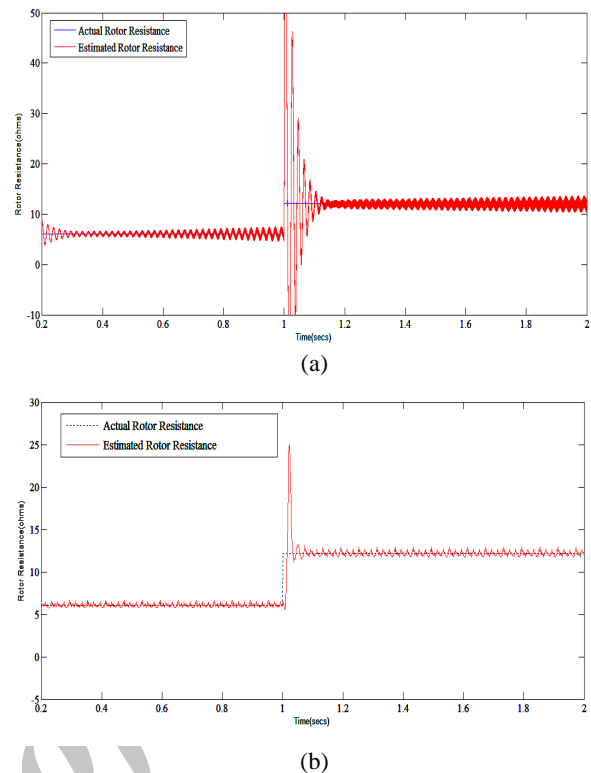 50
40
30
20
10
0
-10
Rotor Resistance(ohms)
Actual Rotor Resistance
Estimated Rotor Resistance
0.2 0.4 0.6 0.8 1 1.2 1.4 1.6 1.8 2
Time(secs)
(a)
30
25
20
15
10
5
0
-5
Rotor Resistance(ohms)
Actual Rotor Resistance
Estimated Rotor Resistance
0.2 0.4 0.6 0.8 1 1.2 1.4 1.6 1.8 2
Time(secs)
(b)